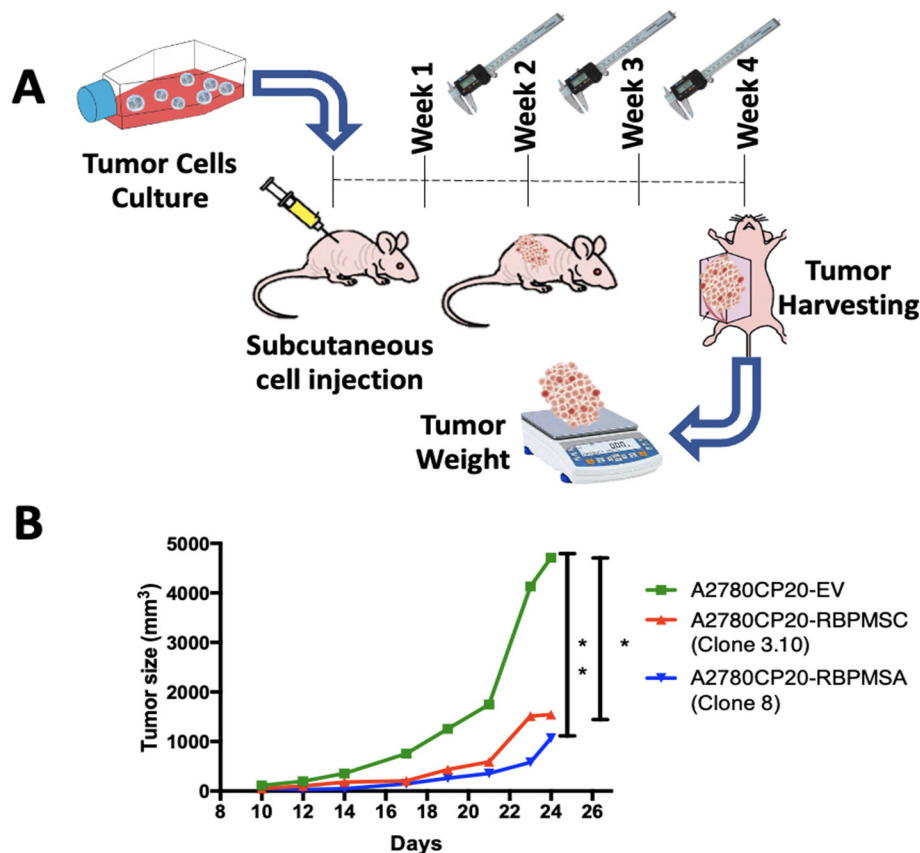 A
Week 1
Week 2
Week 3
Week 4
Tumor Cells
Culture
Subcutaneous
cell injection
Tumor
Harvesting
Tumor
Weight
B
Tumor size (mm³)
5000
4000
3000
2000
1000
0
8 10 12 14 16 18 20 22 24 26
Days
*
*
*
A2780CP20-EV
A2780CP20-RBPMSC
(Clone 3.10)
A2780CP20-RBPMSA
(Clone 8)